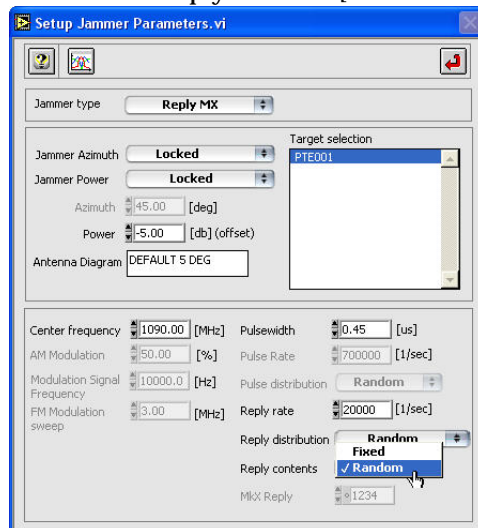 Setup Jammer Parameters.vi
Jammer type Reply MX
Target selection
Jammer Azimuth Locked PTE001
Jammer Power Locked
Azimuth 45.00 [deg]
Power -5.00 [db] (offset)
Antenna Diagram DEFAULT 5 DEG
Center frequency 1090.00 [MHz] Pulsewidth 0.45 [us]
AM Modulation 50.00 [%] Pulse Rate 700000 [1/sec]
Modulation Signal Frequency 10000.0 [Hz] Pulse distribution Random
FM Modulation sweep 3.00 [MHz] Reply rate 20000 [1/sec]
Reply distribution Random
Fixed
Reply contents ✓ Random
MkX Reply 1234